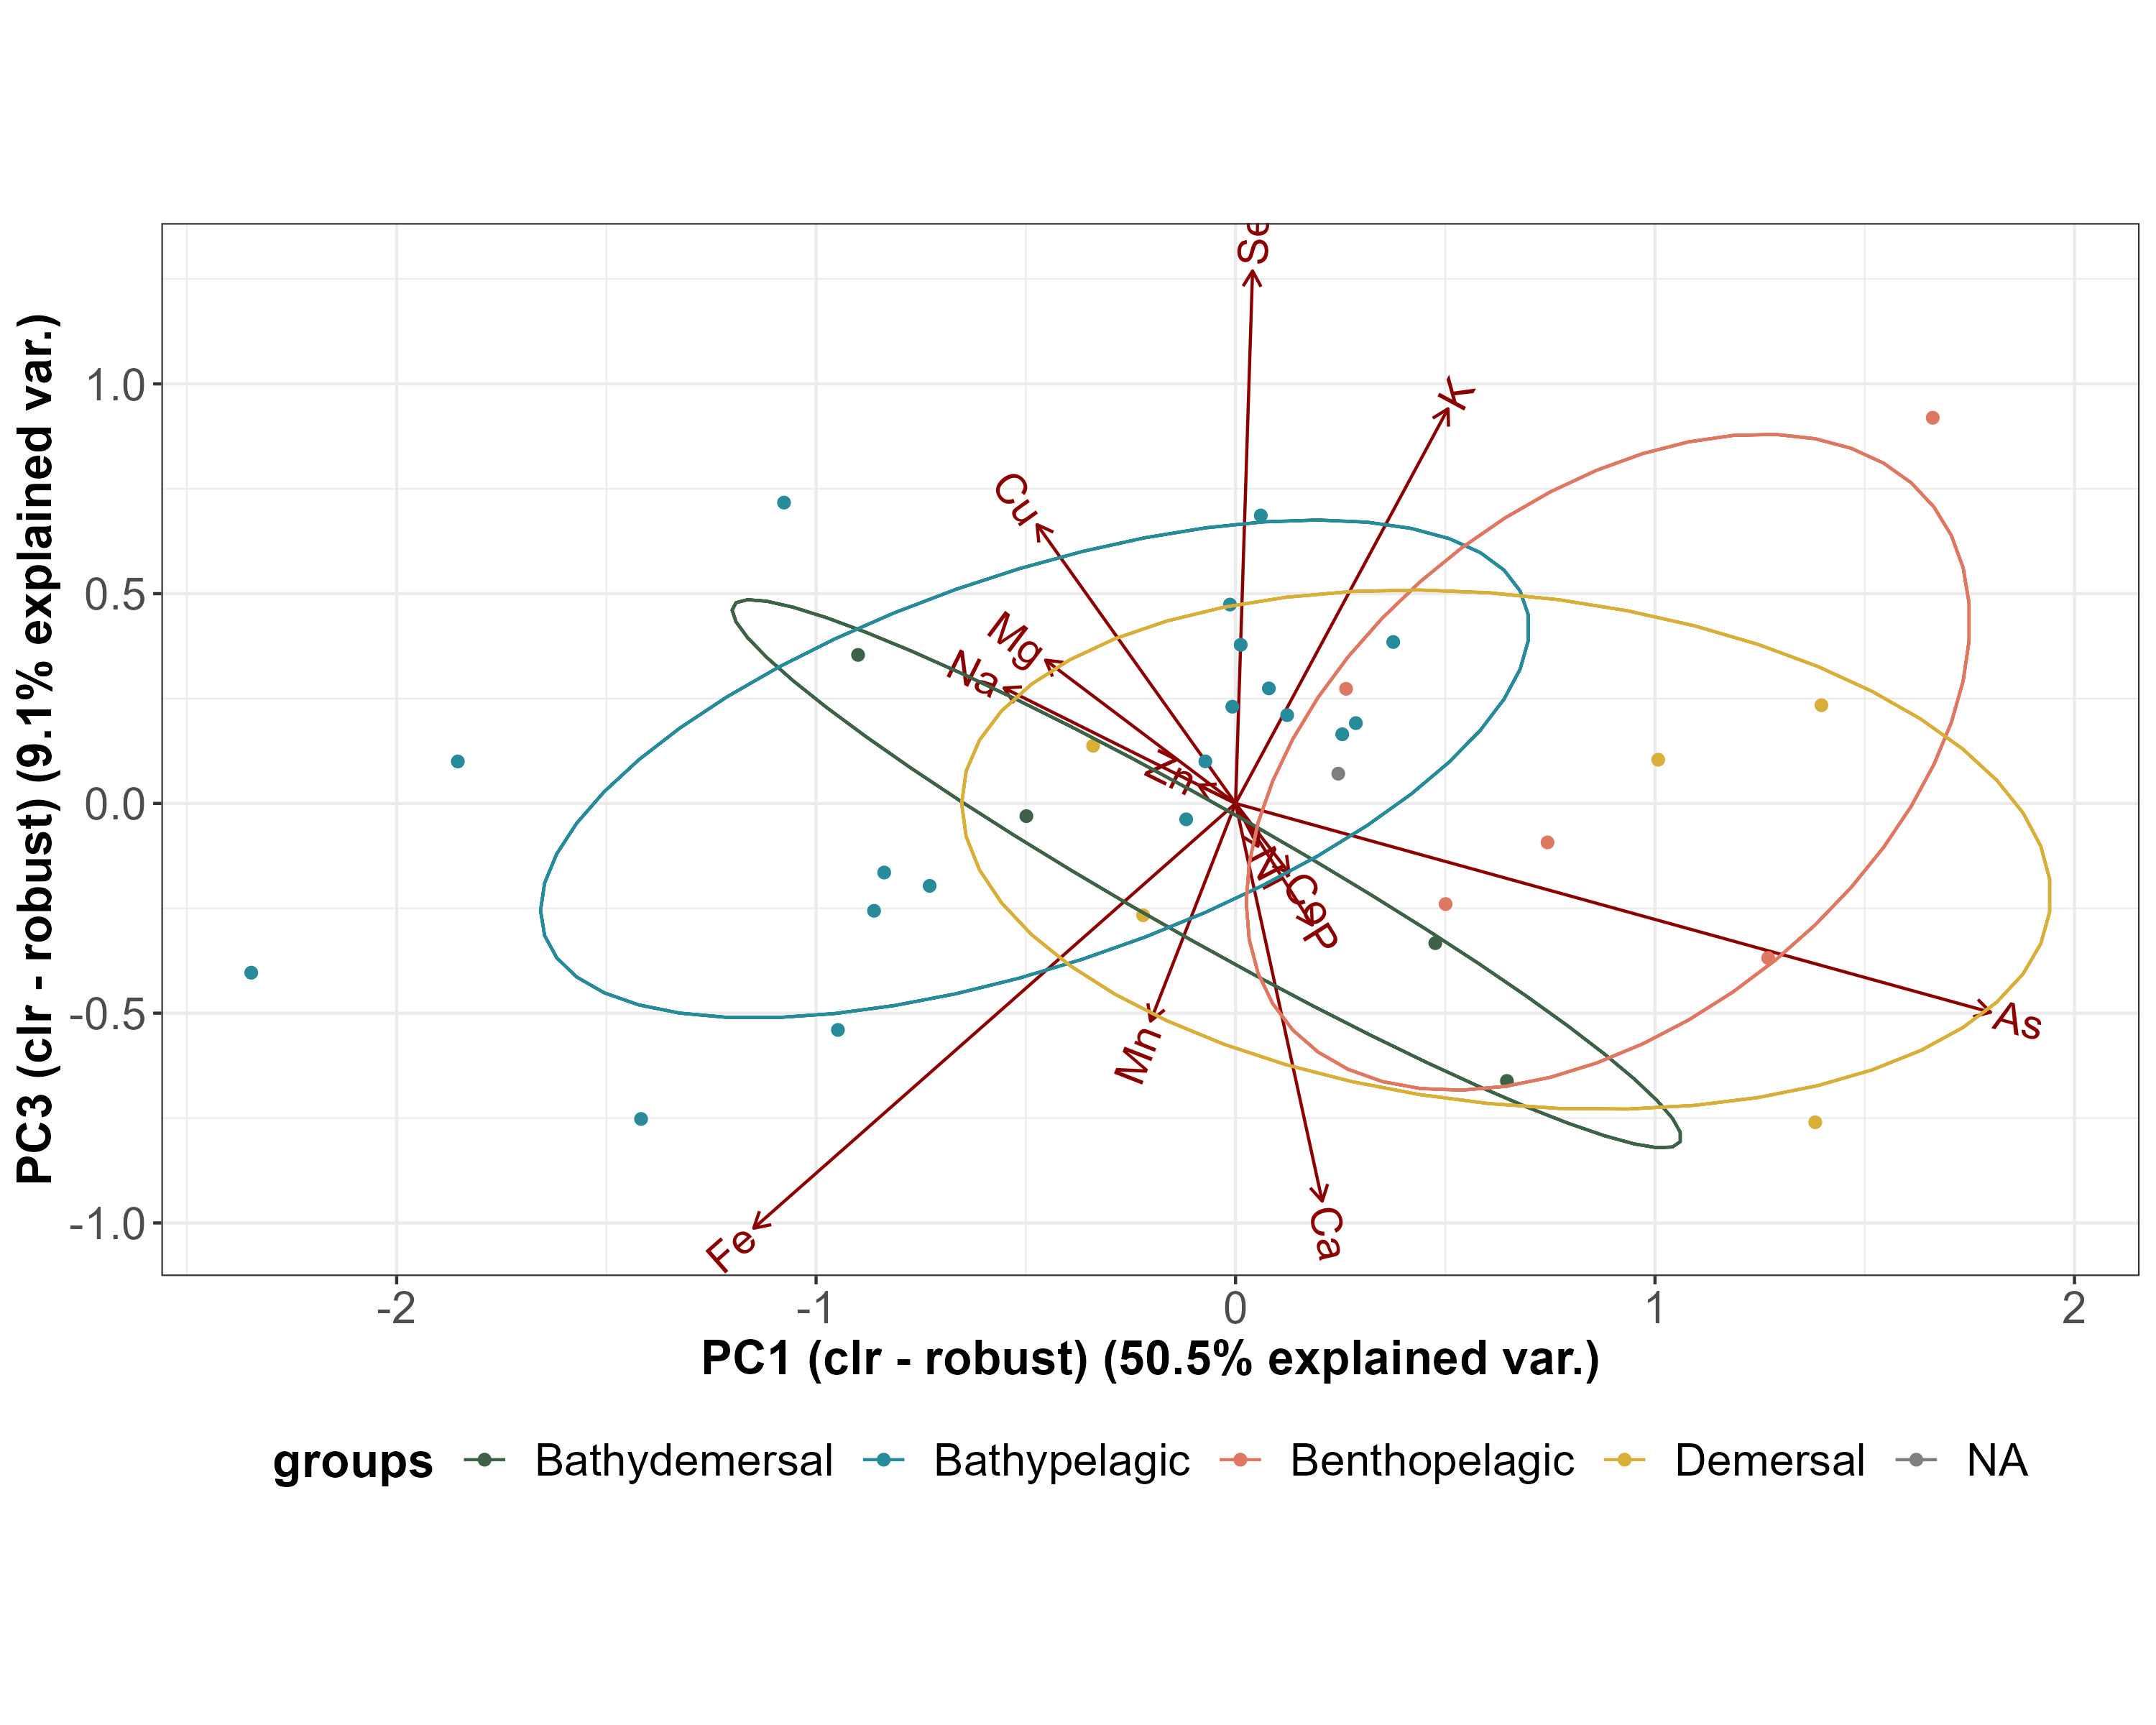 PC3 (clr - robust) (9.1% explained var.)
1.0
0.5
0.0
-0.5
-1.0
es
K
Cu
Mg
Na
Zn
P
As
Mn
Fe
Ca
-2
-1
0
1
2
PC1 (clr - robust) (50.5% explained var.)
groups Bathydemersal Bathypelagic Benthopelagic Demersal NA